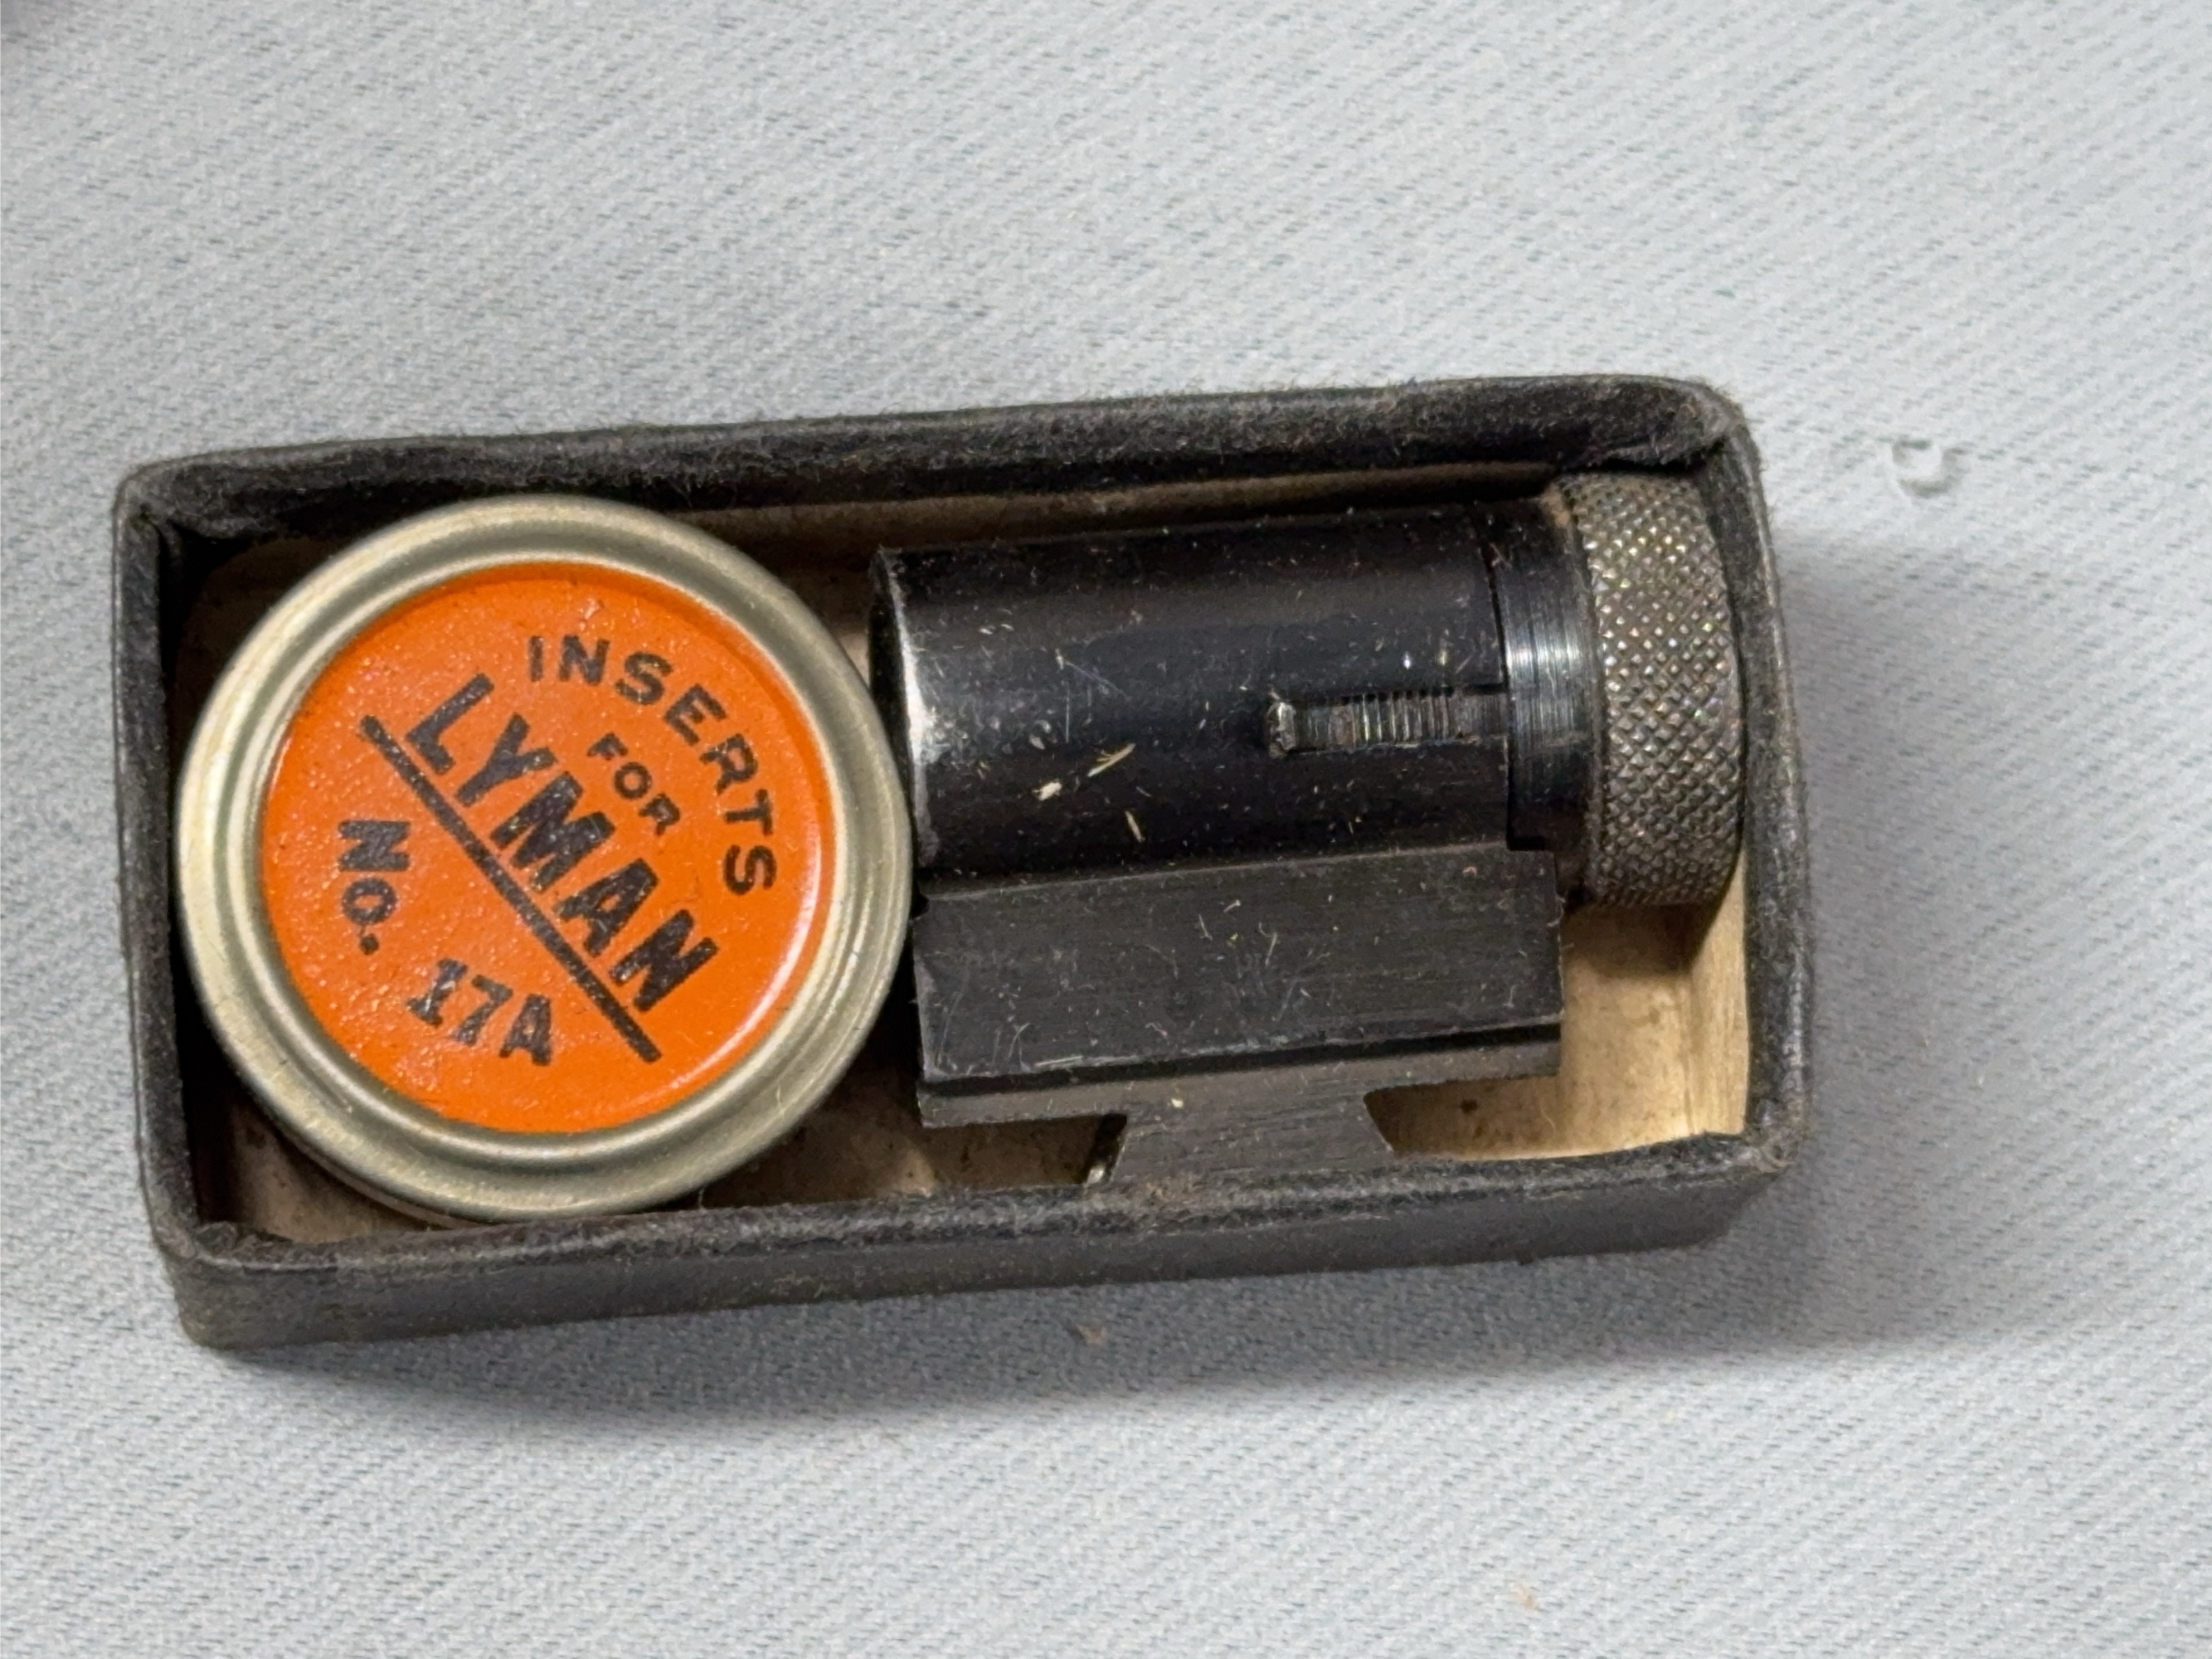 INSERTS
FOR
LYMAN
No. 17A